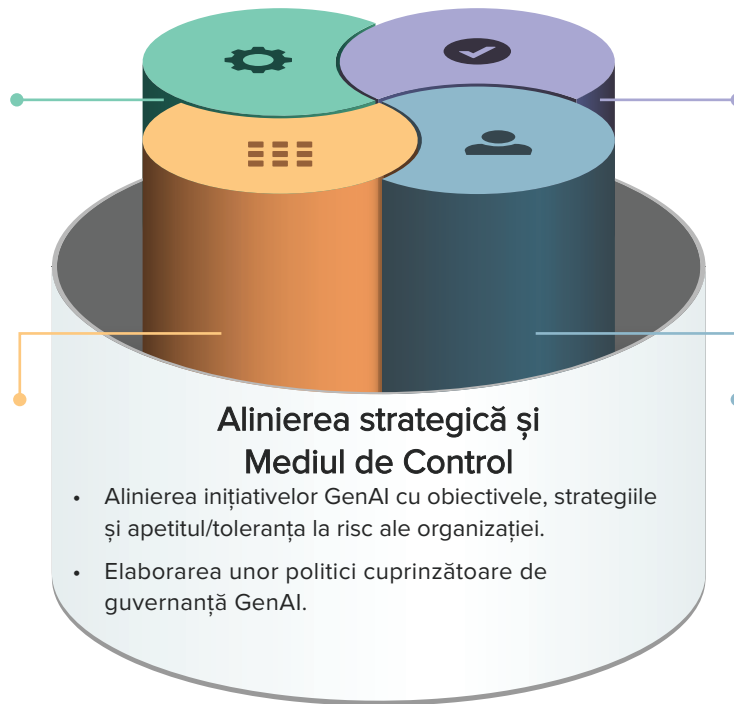 Alinierea strategică și
Mediul de Control
• Alinierea inițiativelor GenAI cu obiectivele, strategiile
și apetitul/toleranța la risc ale organizației.
• Elaborarea unor politici cuprinzătoare de
guvernanță GenAI.